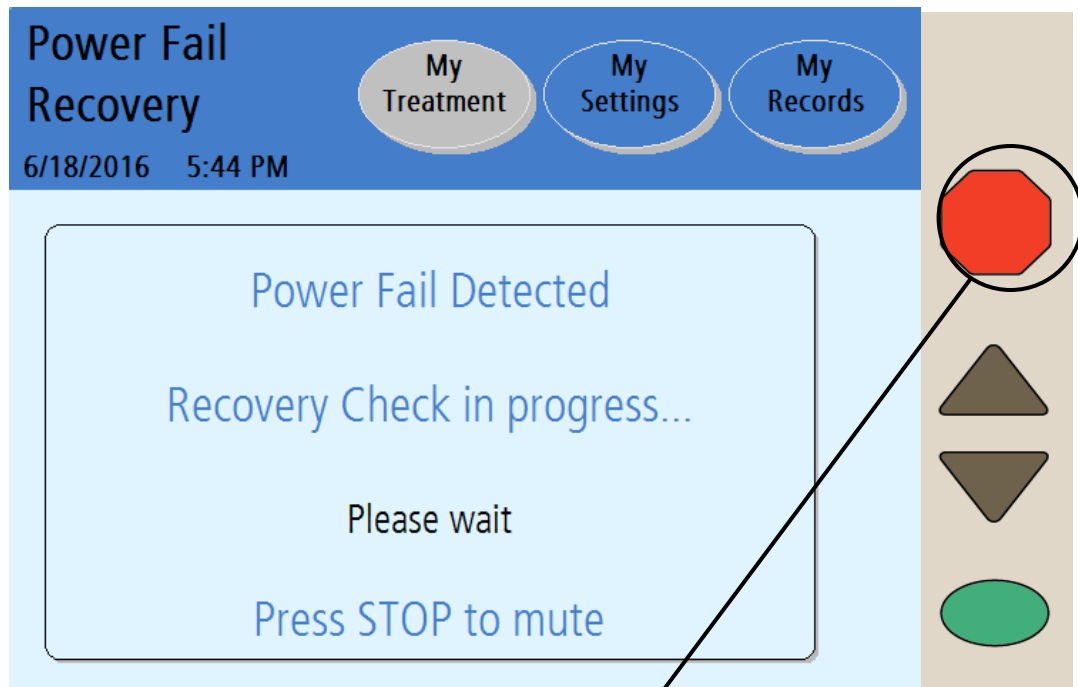 Power Fail
Recovery
6/18/2016 5:44 PM
My
Treatment
My
Settings
My
Records
Power Fail Detected
Recovery Check in progress...
Please wait
Press STOP to mute